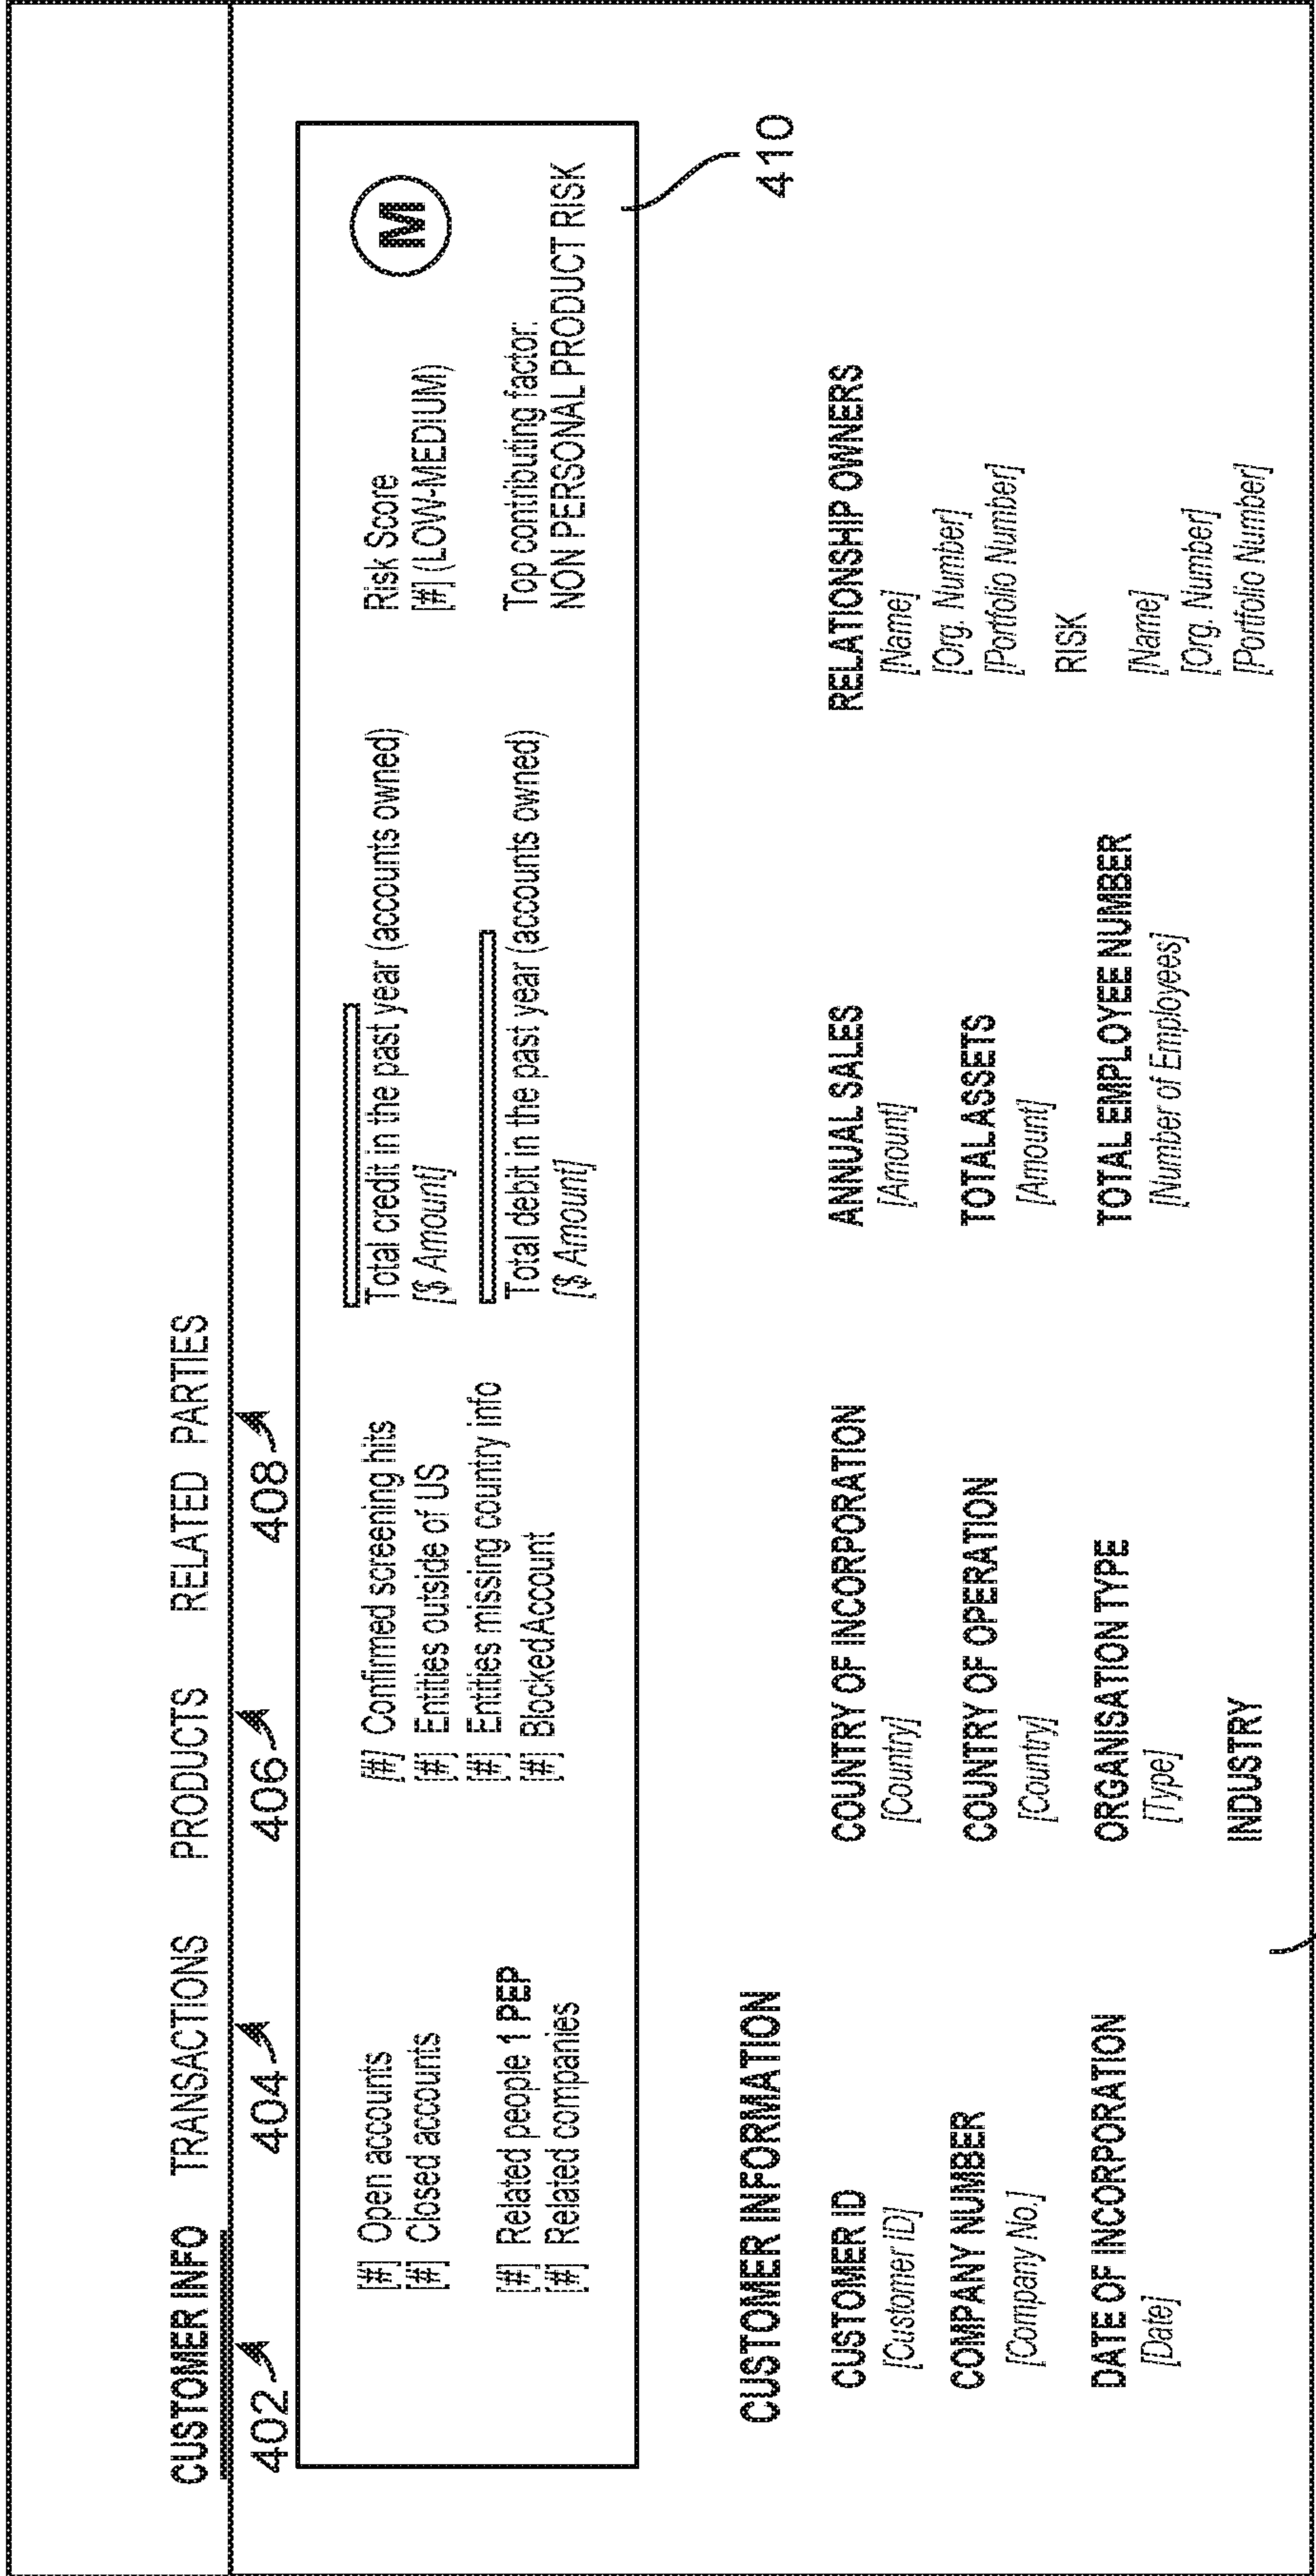 CUSTOMER INFO TRANSACTIONS PRODUCTS RELATED PARTIES
402 404 406 408
[#] Open accounts
[#] Closed accounts
[#] Related people 1 PEP
[#] Related companies
[#] Confirmed screening hits
[#] Entities outside of US
[#] Entities missing country info
[#] BlockedAccount
Total credit in the past year (accounts owned)
[$ Amount]
Total debit in the past year (accounts owned)
[$ Amount]
Risk Score
[#] (LOW-MEDIUM)
M
Top contributing factor:
NON PERSONAL PRODUCT RISK
410
CUSTOMER INFORMATION
CUSTOMER ID
[Customer ID]
COMPANY NUMBER
[Company No.]
DATE OF INCORPORATION
[Date]
COUNTRY OF INCORPORATION
[Country]
COUNTRY OF OPERATION
[Country]
ORGANISATION TYPE
[Type]
INDUSTRY
ANNUAL SALES
[Amount]
TOTAL ASSETS
[Amount]
TOTAL EMPLOYEE NUMBER
[Number of Employees]
RELATIONSHIP OWNERS
[Name]
[Org. Number]
[Portfolio Number]
RISK
[Name]
[Org. Number]
[Portfolio Number]